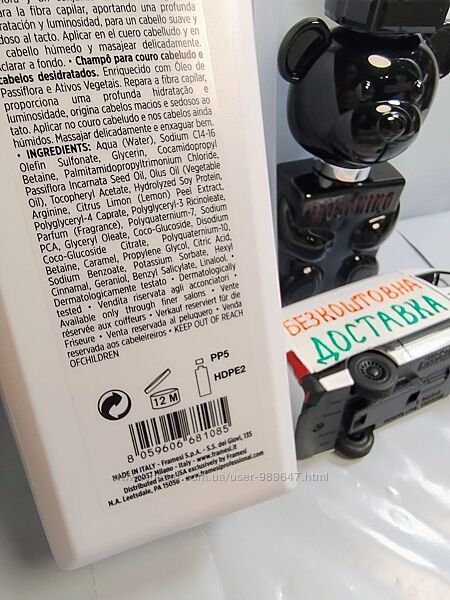 ra la fibra capilar, aportando una profunda
ratación y luminosidad, para un cabello suave y
doso al tacto. Aplicar en el cuero cabelludo y en
cabello húmedo y masajear delicadamente.
clarar a fondo. • Champô para couro cabeludo e
cabelos desidratados. Enriquecido com Óleo de
Passiflora e Ativos Vegetais. Repara a fibra capilar,
proporciona uma profunda hidratação e
luminosidade, origina cabelos macios e sedosos ao
tato. Aplicar no couro cabeludo e nos cabelos ainda
húmidos. Massajar delicadamente e enxaguar bem.
• INGREDIENTS: Aqua (Water), Sodium C14-16
Olefin Sulfonate, Glycerin, Cocamidopropyl
Betaine, Palmitamidopropyltrimonium Chloride,
Passiflora Incarnata Seed Oil, Olus Oil (Vegetable
Oil), Tocopheryl Acetate, Hydrolyzed Soy Protein,
Arginine, Citrus Limon (Lemon) Peel Extract,
Polyglyceryl-4 Caprate, Polyglyceryl-3 Ricinoleate,
Parfum (Fragrance), Polyquaternium-7, Sodium
PCA, Glyceryl Oleate, Coco-Glucoside, Disodium
Coco-Glucoside Citrate, Polyquaternium-10,
Betaine, Caramel, Propylene Glycol, Citric Acid,
Sodium Benzoate, Potassium Sorbate, Hexyl
Cinnamal, Geraniol, Benzyl Salicylate, Linalool. •
Dermatologicamente testato • Dermatologically
tested • Vendita riservata agli acconciatori •
Available only through finer salons • Vente
réservée aux coiffeurs • Verkauf reserviert für die
Friseure • Venta reservada al peluquero • Venda
reservada aos cabeleireiros • KEEP OUT OF REACH
OFCHILDREN
12 M
PP5
HDPE2
8 059606 681085
MADE IN ITALY - Framesi S.p.A. - S.S. dei Giovi, 135
20037 Milano - Italy - www.framesi.it
Distributed in the USA exclusively by Framesi
N.A. Leetsdale, PA 15056 - www.framesiprofessional.com
MOSCHINO
БЕЗКОШТОВНА
ДОСТАВКА
kidstaff.com.ua/user-989647.html